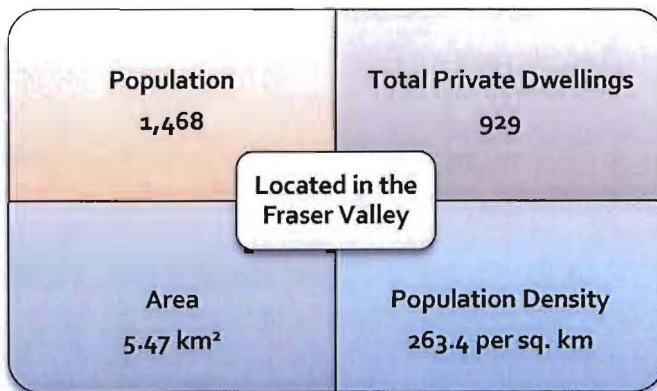 Population
1,468
Total Private Dwellings
929
Located in the
Fraser Valley
Area
5.47 km²
Population Density
263.4 per sq. km